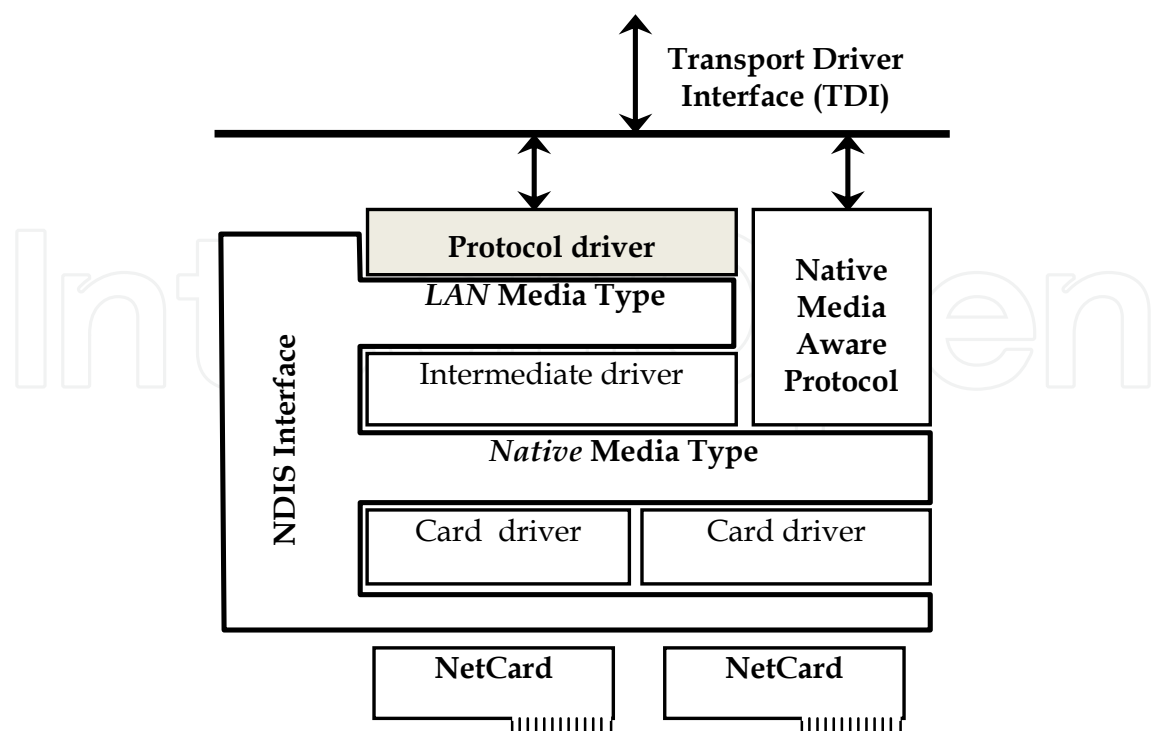 Transport Driver
Interface (TDI)
Protocol driver
LAN Media Type
Native
Media
Aware
Protocol
Intermediate driver
Native Media Type
NDIS Interface
Card driver
Card driver
NetCard
NetCard